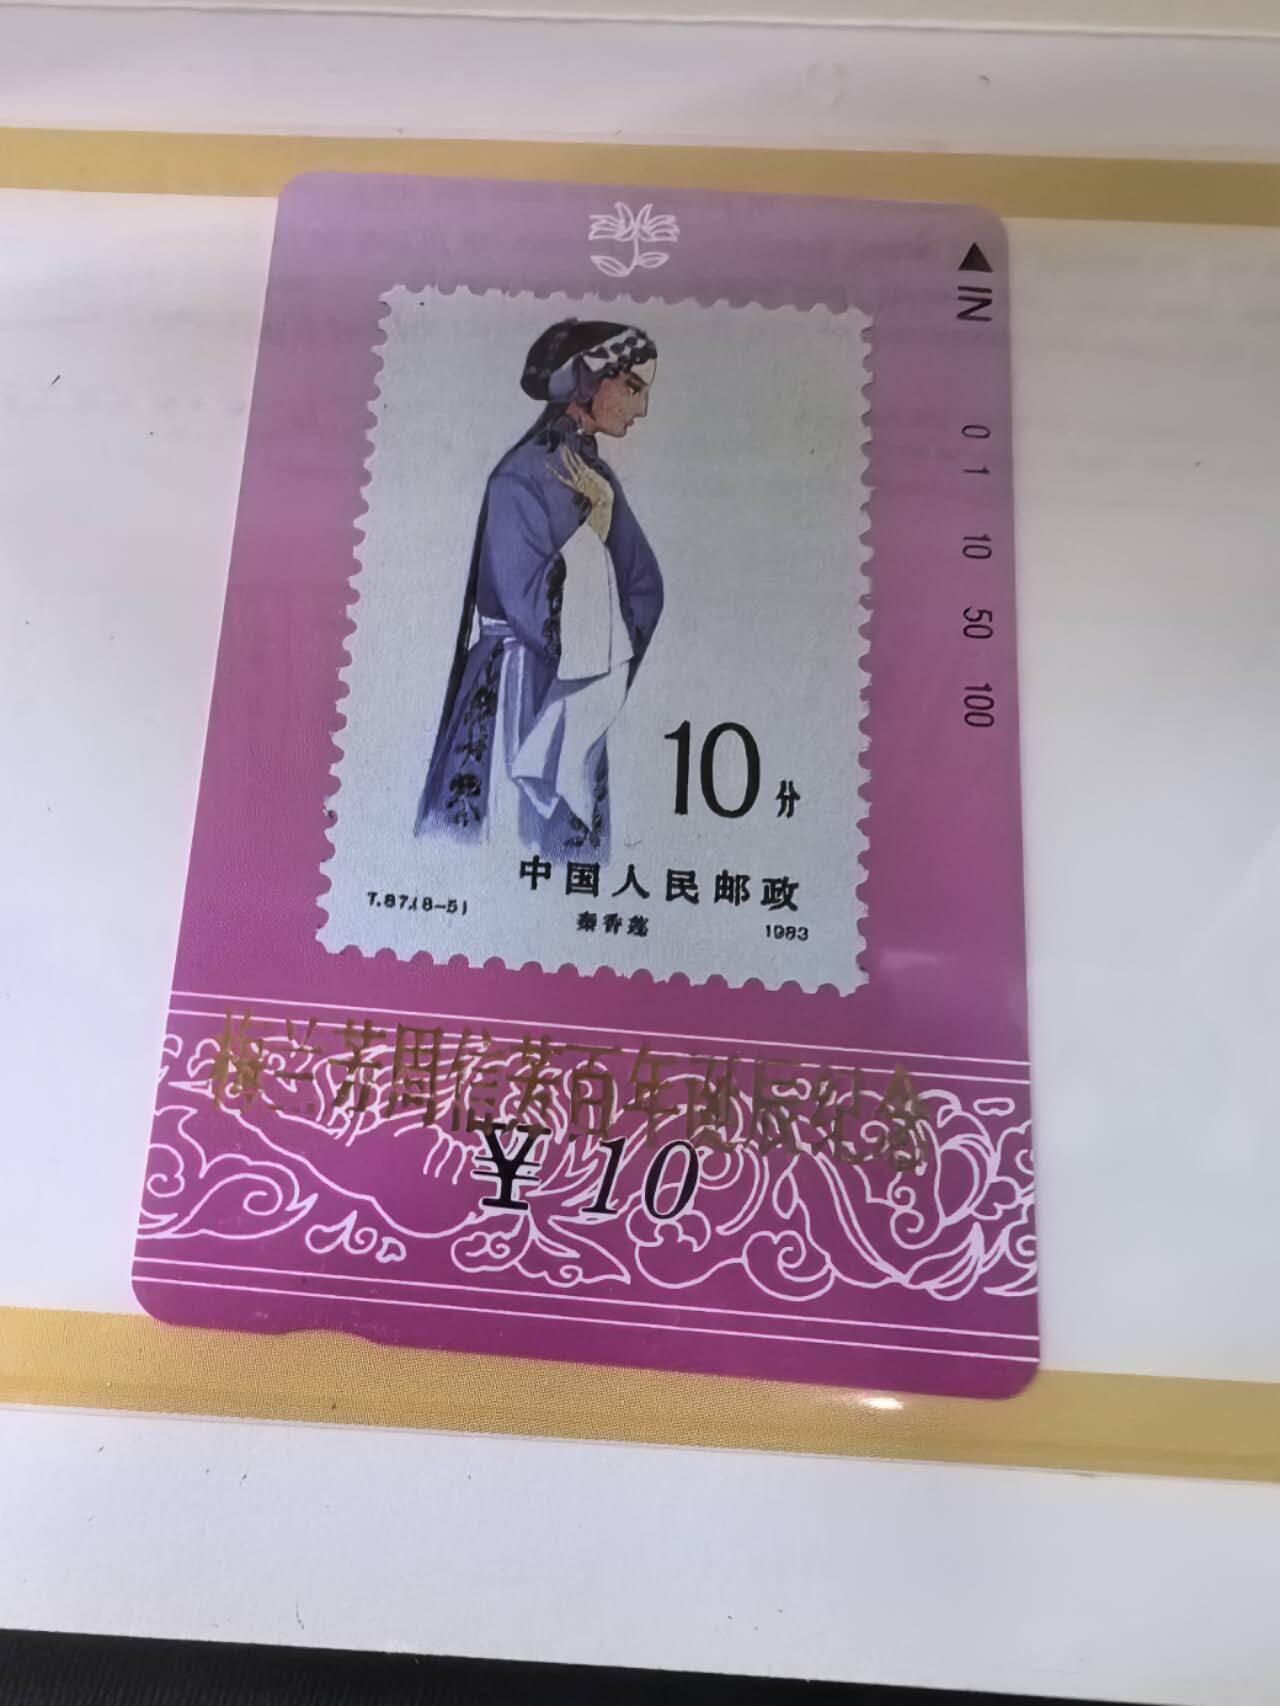 IN
0 1 10 50 100
10分
中国人民邮政
T.87.(8-5)
秦香莲
1983
梅兰芳周信芳百年诞辰纪念
¥10